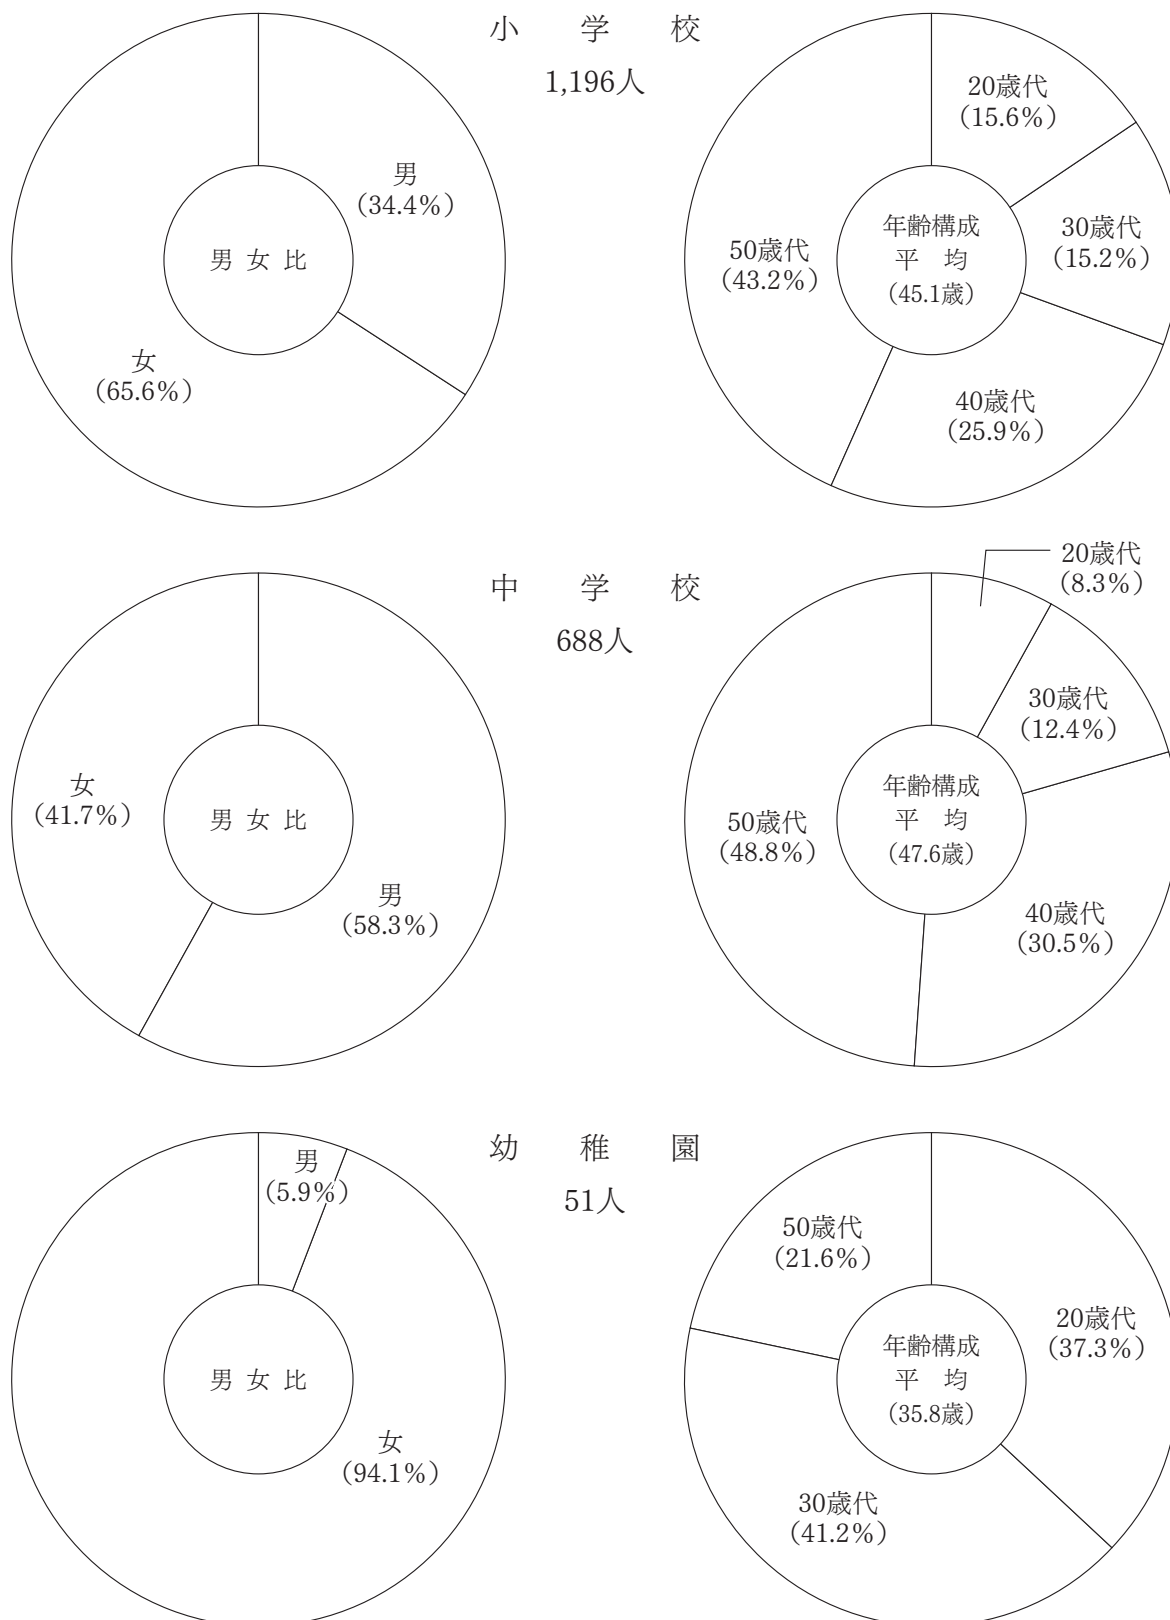 小学校
1,196人
男
(34.4%)
男女比
女
(65.6%)
20歳代
(15.6%)
30歳代
(15.2%)
年齢構成
平均
(45.1歳)
50歳代
(43.2%)
40歳代
(25.9%)
中学校
688人
女
(41.7%)
男女比
男
(58.3%)
20歳代
(8.3%)
30歳代
(12.4%)
年齢構成
平均
(47.6歳)
50歳代
(48.8%)
40歳代
(30.5%)
幼稚園
51人
男
(5.9%)
男女比
女
(94.1%)
50歳代
(21.6%)
20歳代
(37.3%)
年齢構成
平均
(35.8歳)
30歳代
(41.2%)